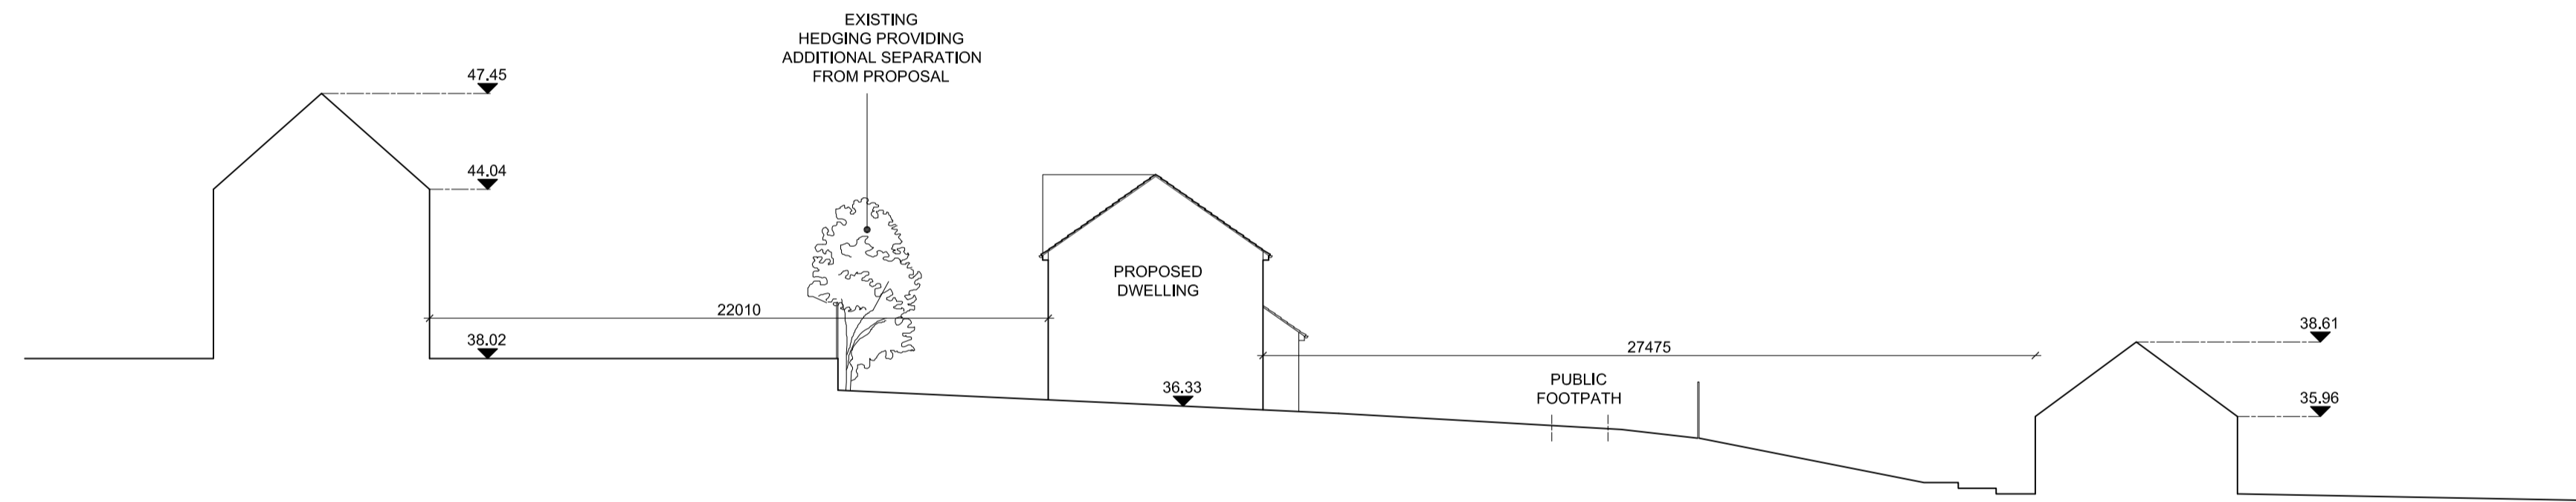 EXISTING
HEDGING PROVIDING
ADDITIONAL SEPARATION
FROM PROPOSAL
47.45
44.04
PROPOSED
DWELLING
22010
38.02
36.33
27475
PUBLIC
FOOTPATH
38.61
35.96